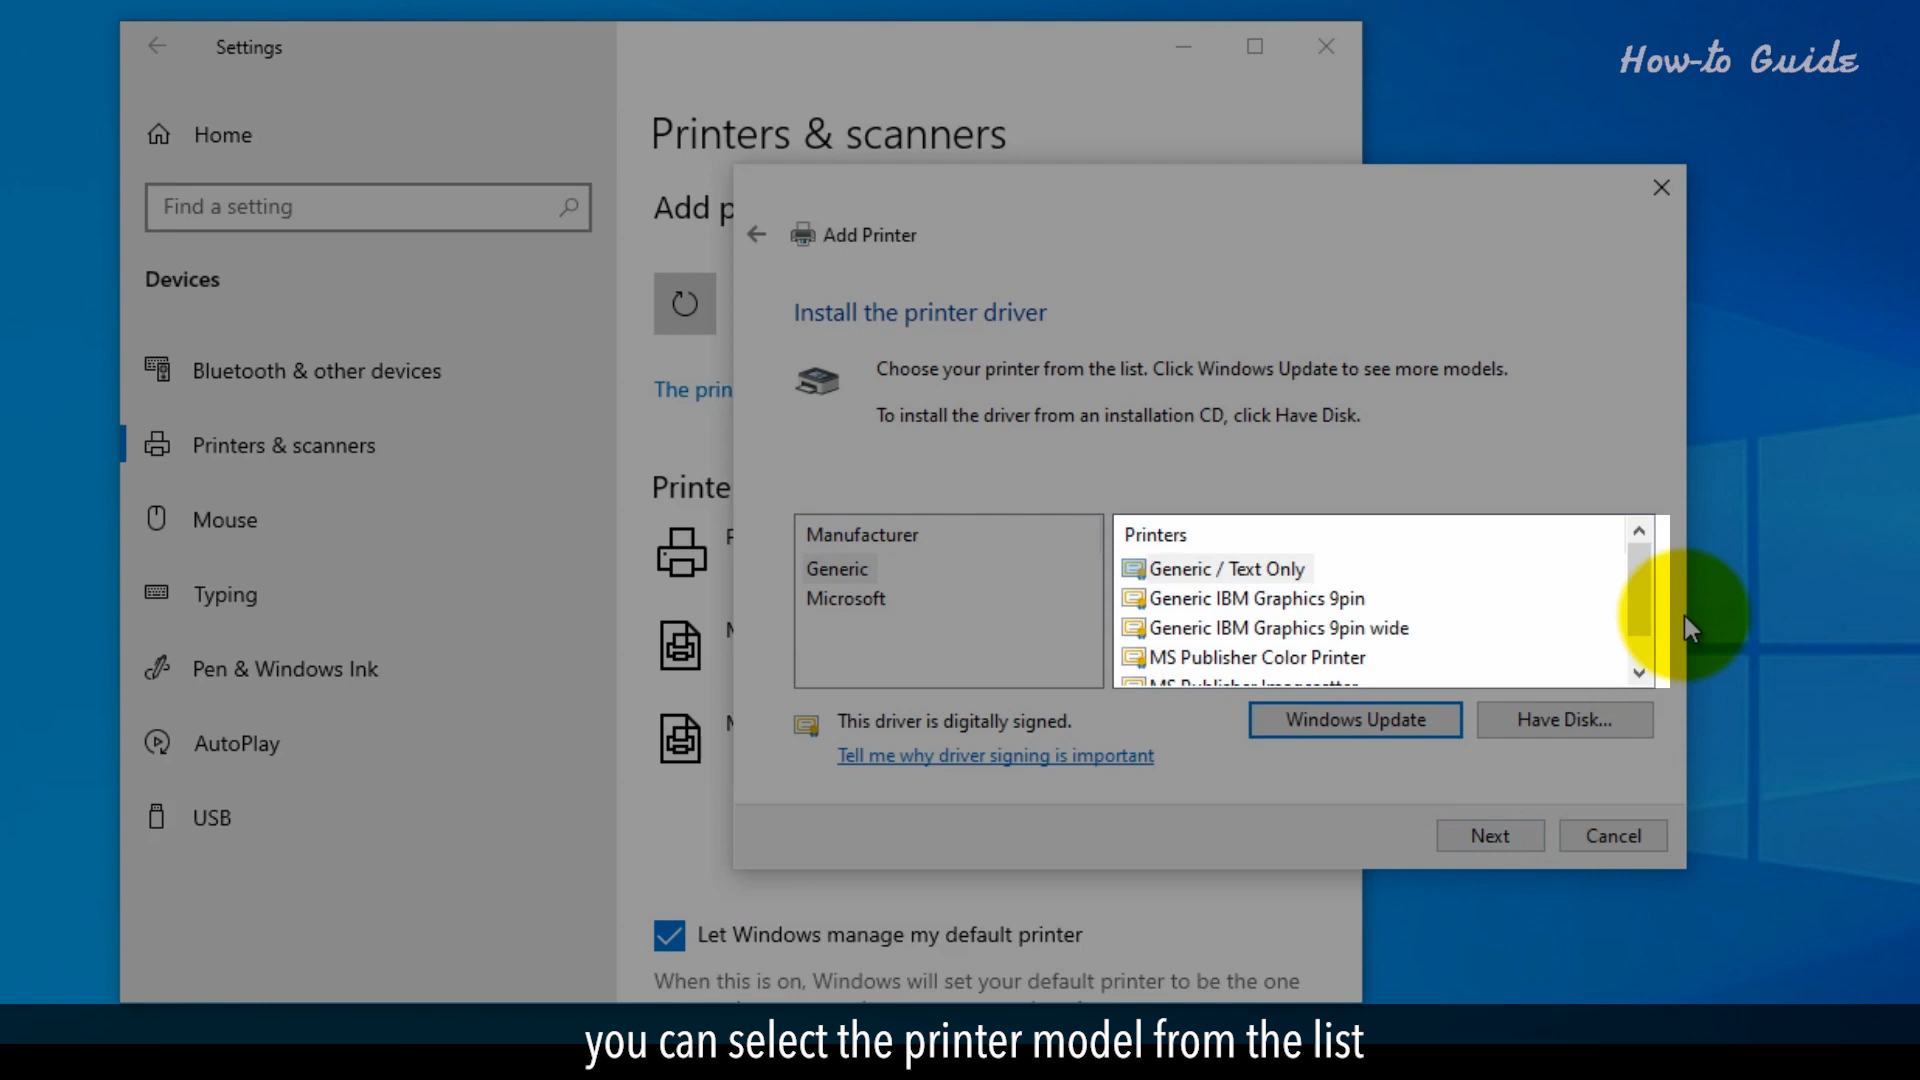 Settings
How-to Guide
Home
Find a setting
Devices
Bluetooth & other devices
Printers & scanners
Mouse
Typing
Pen & Windows Ink
AutoPlay
USB
Printers & scanners
Add p
The prin
Printe
Add Printer
Install the printer driver
Choose your printer from the list. Click Windows Update to see more models.
To install the driver from an installation CD, click Have Disk.
Manufacturer
Generic
Microsoft
Printers
Generic / Text Only
Generic IBM Graphics 9pin
Generic IBM Graphics 9pin wide
MS Publisher Color Printer
MS Publisher Imagesetter
This driver is digitally signed.
Tell me why driver signing is important
Windows Update
Have Disk...
Next
Cancel
Let Windows manage my default printer
When this is on, Windows will set your default printer to be the one
you can select the printer model from the list